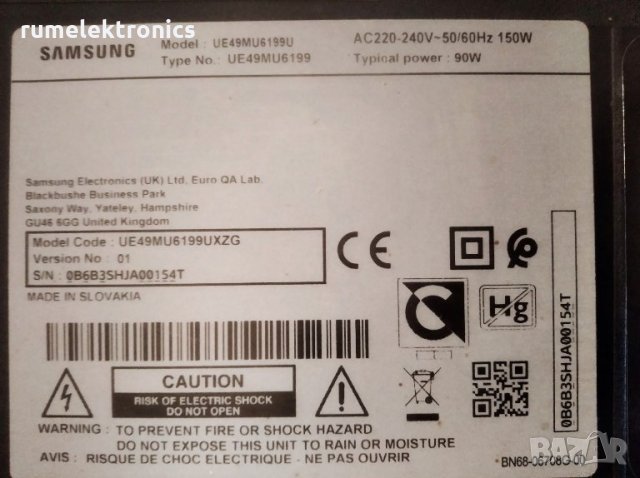 rumelektronics
SAMSUNG
Model : UE49MU6199U
Type No. : UE49MU6199
AC220-240V~50/60Hz 150W
Typical power : 90W
Samsung Electronics (UK) Ltd, Euro QA Lab.
Blackbushe Business Park
Saxony Way, Yateley, Hampshire
GU46 6GG United Kingdom
Model Code : UE49MU6199UXZG
Version No : 01
S/N : 0B6B3SHJA00154T
MADE IN SLOVAKIA
CE
Hg
0B6B3SHJA00154T
CAUTION
RISK OF ELECTRIC SHOCK
DO NOT OPEN
WARNING : TO PREVENT FIRE OR SHOCK HAZARD
DO NOT EXPOSE THIS UNIT TO RAIN OR MOISTURE
AVIS : RISQUE DE CHOC ELECTRIQUE - NE PAS OUVRIR
BAZAR